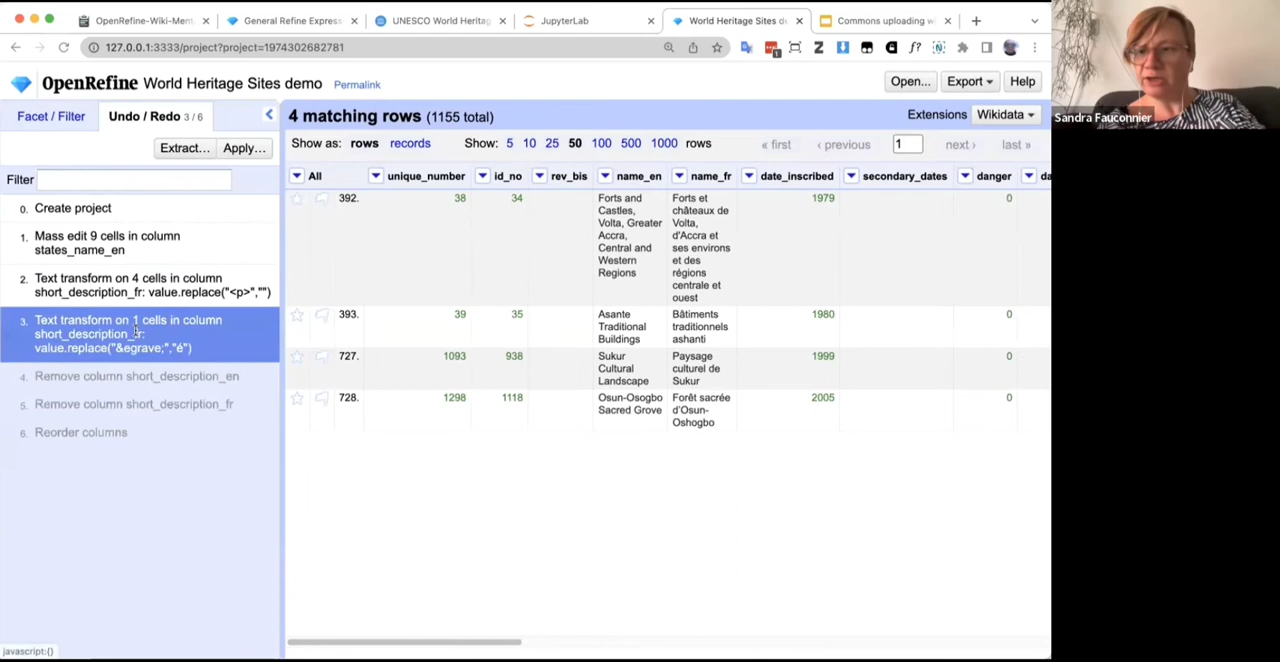 OpenRefine-Wiki-Ment
General Refine Express
UNESCO World Heritag
JupyterLab
World Heritage Sites d
Commons uploading w
127.0.0.1:3333/project?project=1974302682781
OpenRefine World Heritage Sites demo Permalink
Open... Export Help
Facet / Filter Undo / Redo 3 / 6
Extract... Apply...
Filter
0. Create project
1. Mass edit 9 cells in column
states_name_en
2. Text transform on 4 cells in column
short_description_fr: value.replace("<p>","")
3. Text transform on 1 cells in column
short_description_fr:
value.replace("&egrave;","é")
4. Remove column short_description_en
5. Remove column short_description_fr
6. Reorder columns
4 matching rows (1155 total)
Extensions Wikidata
Show as: rows records Show: 5 10 25 50 100 500 1000 rows
« first ‹ previous 1 next › last »
All unique_number id_no rev_bis name_en name_fr date_inscribed secondary_dates danger da
392. 38 34
Forts and
Castles,
Volta, Greater
Accra,
Central and
Western
Regions
Forts et
châteaux de
Volta,
d'Accra et
ses environs
et des
régions
centrale et
ouest
1979 0
393. 39 35
Asante
Traditional
Buildings
Bâtiments
traditionnels
ashanti
1980 0
727. 1093 938
Sukur
Cultural
Landscape
Paysage
culturel de
Sukur
1999 0
728. 1298 1118
Osun-Osogbo
Sacred Grove
Forêt sacrée
d'Osun-
Oshogbo
2005 0
javascript:{}
Sandra Fauconnier